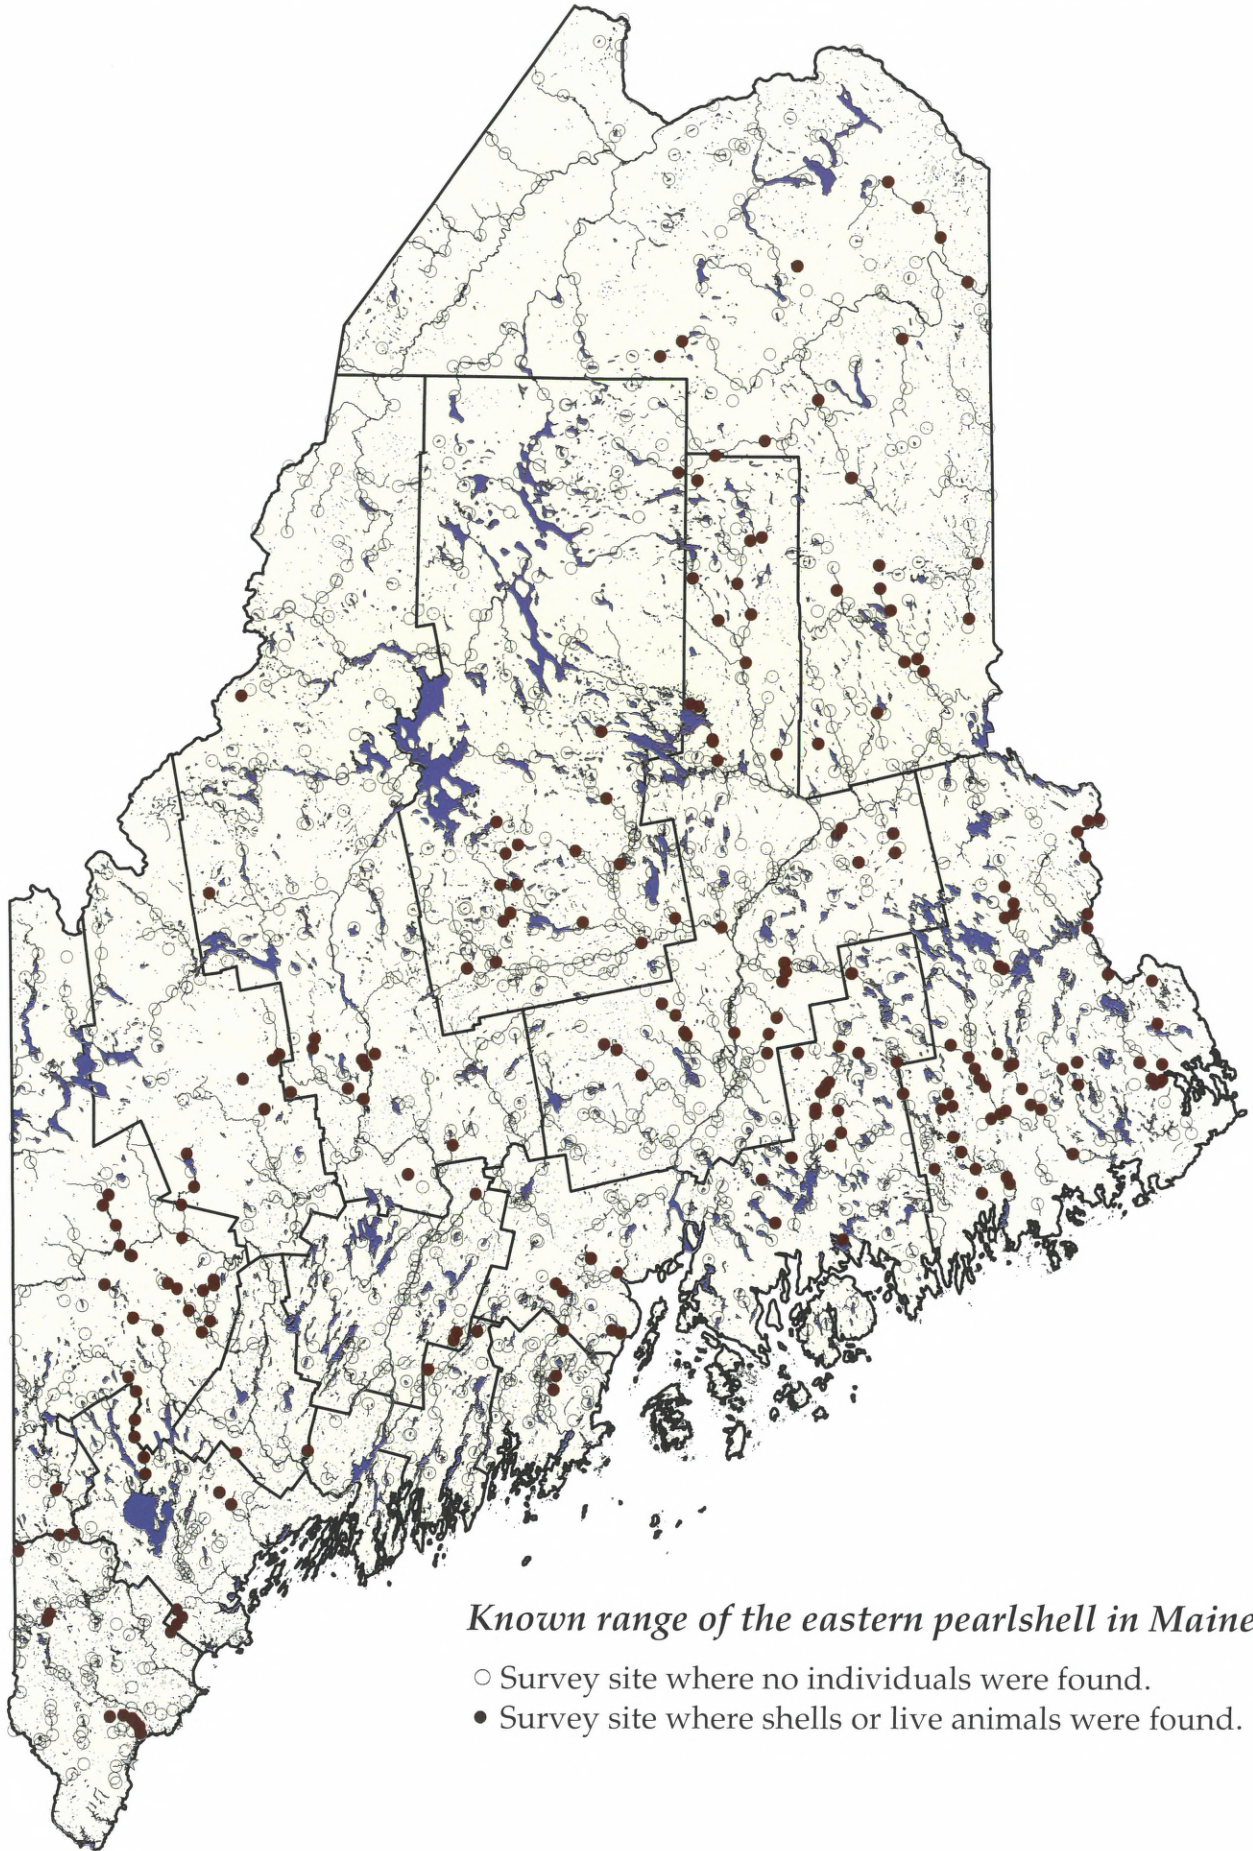 Known range of the eastern pearlshell in Maine
○ Survey site where no individuals were found.
• Survey site where shells or live animals were found.